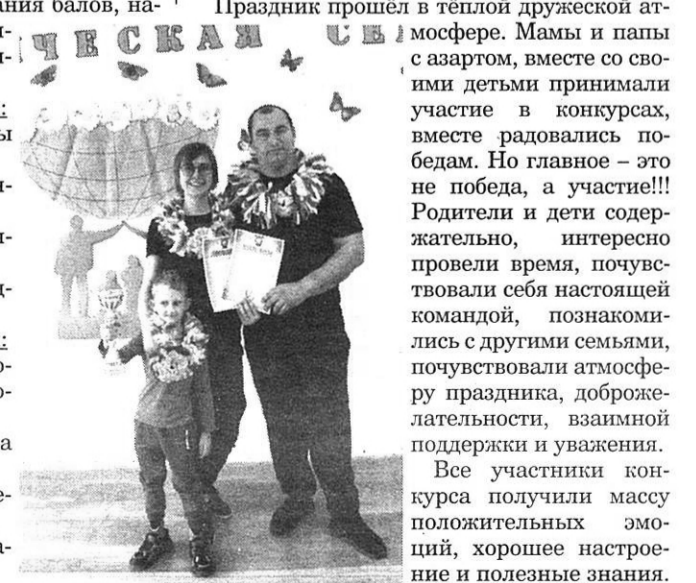 ания балов, на-
Праздник прошёл в тёплой дружеской ат-
мосфере. Мамы и папы
с азартом, вместе со сво-
ими детьми принимали
участие в конкурсах,
вместе радовались по-
бедам. Но главное – это
не победа, а участие!!!
Родители и дети содер-
жательно, интересно
провели время, почувс-
твовали себя настоящей
командой, познакоми-
лись с другими семьями,
почувствовали атмосфе-
ру праздника, доброже-
лательности, взаимной
поддержки и уважения.
Все участники кон-
курса получили массу
положительных эмо-
ций, хорошее настрое-
ние и полезные знания.
ЧЕСКАЯ СЕ